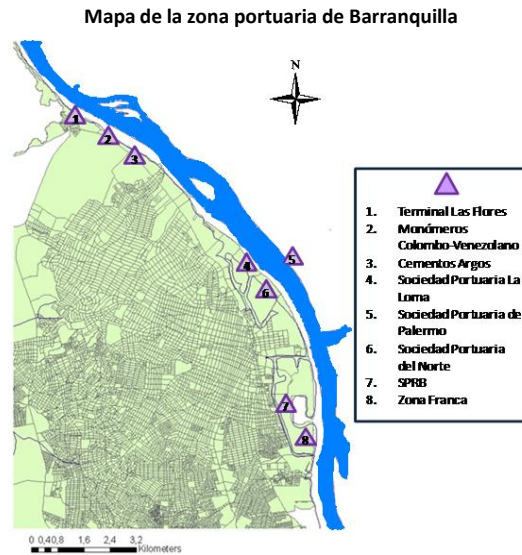 Mapa de la zona portuaria de Barranquilla
N
1
2
3
4
5
6
7
8
1. Terminal Las Flores
2. Monómeros
Colombo-Venezolano
3. Cementos Argos
4. Sociedad Portuaria La
Loma
5. Sociedad Portuaria de
Palermo
6. Sociedad Portuaria
del Norte
7. SPRB
8. Zona Franca
0 0,40,8 1,6 2,4 3,2
Kilometers